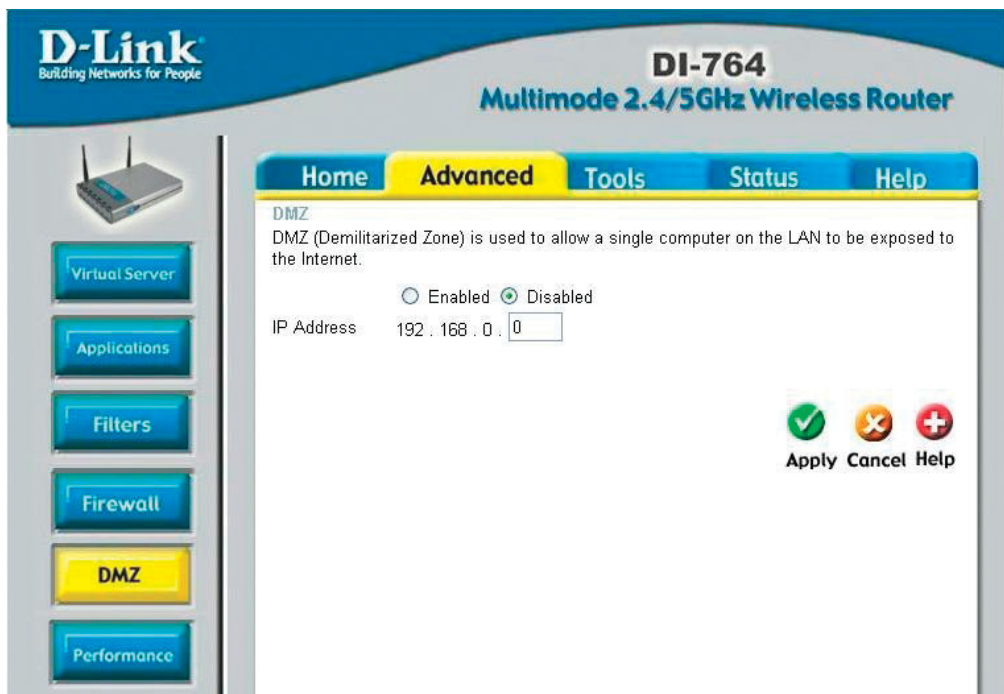 D-Link
Building Networks for People
DI-764
Multimode 2.4/5GHz Wireless Router
Home Advanced Tools Status Help
DMZ
DMZ (Demilitarized Zone) is used to allow a single computer on the LAN to be exposed to
the Internet.
Enabled Disabled
IP Address 192 . 168 . 0 . 0
Apply Cancel Help
Virtual Server
Applications
Filters
Firewall
DMZ
Performance